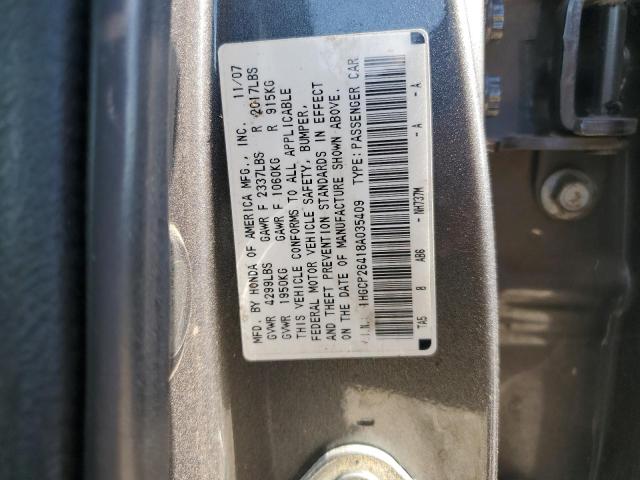 MFD. BY HONDA OF AMERICA MFG., INC. 11/07
GVWR 4299LBS GAWR F 2337LBS R 2017LBS
GVWR 1950KG GAWR F 1060KG R 915KG
THIS VEHICLE CONFORMS TO ALL APPLICABLE
FEDERAL MOTOR VEHICLE SAFETY, BUMPER,
AND THEFT PREVENTION STANDARDS IN EFFECT
ON THE DATE OF MANUFACTURE SHOWN ABOVE.
V.I.N. 1HGCP26418A035409 TYPE: PASSENGER CAR
TA5 0 AB6 - NH737M - A - A